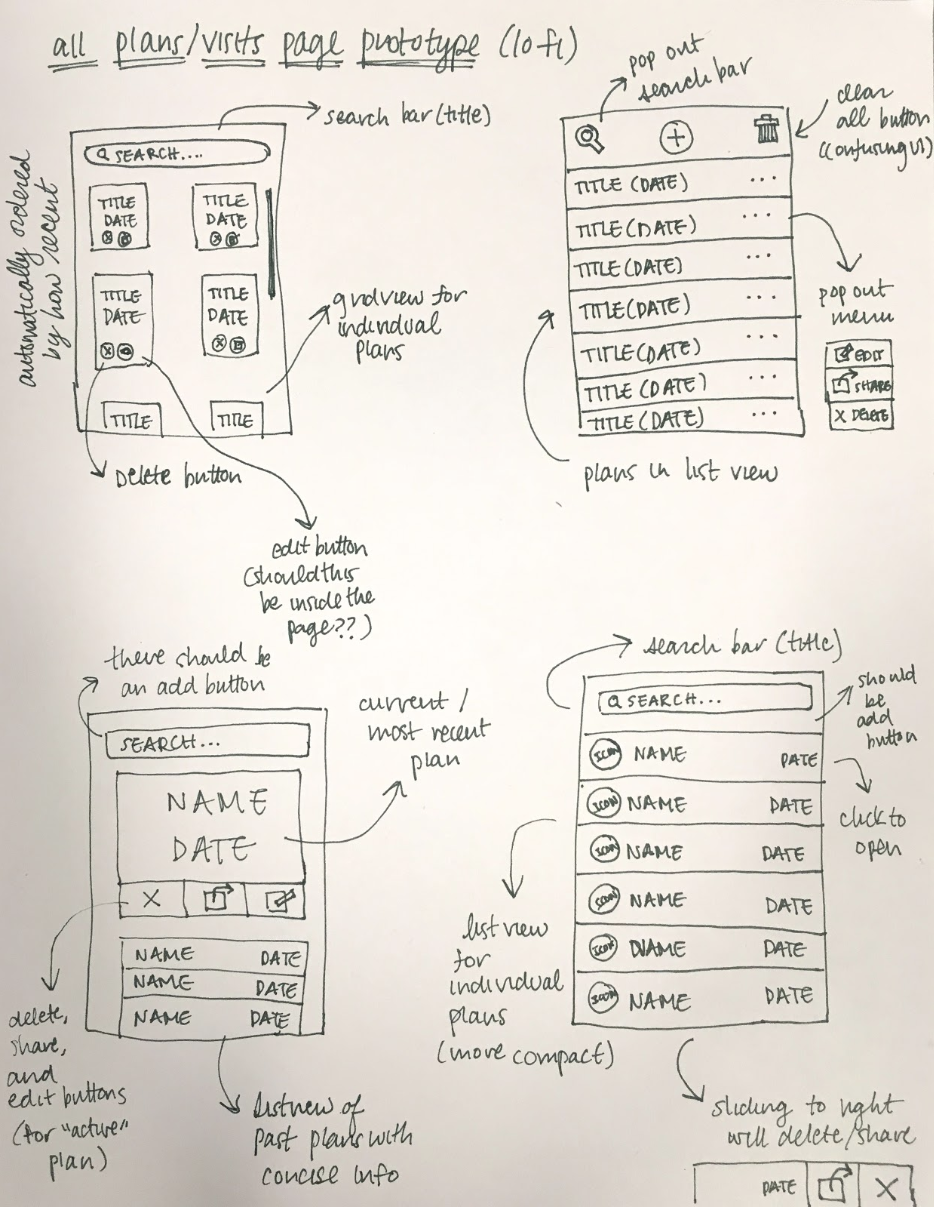 all plans/visits page prototype (lofi)
search bar (title)
automatically ordered
by how recent
SEARCH....
TITLE
DATE
TITLE
DATE
TITLE
DATE
TITLE
DATE
TITLE
TITLE
gridview for
individual
plans
Delete button
edit button
(should this
be inside the
page??)
pop out
search bar
clear
all button
(confusing UI)
TITLE (DATE) ...
TITLE (DATE) ...
TITLE (DATE) ...
TITLE (DATE) ...
TITLE (DATE) ...
TITLE (DATE) ...
TITLE (DATE) ...
pop out
menu
EDIT
SHARE
X DELETE
plans in list view
there should be
an add button
SEARCH...
NAME
DATE
X
NAME DATE
NAME DATE
NAME DATE
current /
most recent
plan
delete,
share,
and
edit buttons
(for "active"
plan)
listview of
past plans with
concise info
search bar (title)
should
be
add
button
SEARCH...
ICON NAME DATE
ICON NAME DATE
ICON NAME DATE
ICON NAME DATE
ICON NAME DATE
ICON NAME DATE
click to
open
list view
for
individual
plans
(more compact)
sliding to right
will delete/share
DATE X